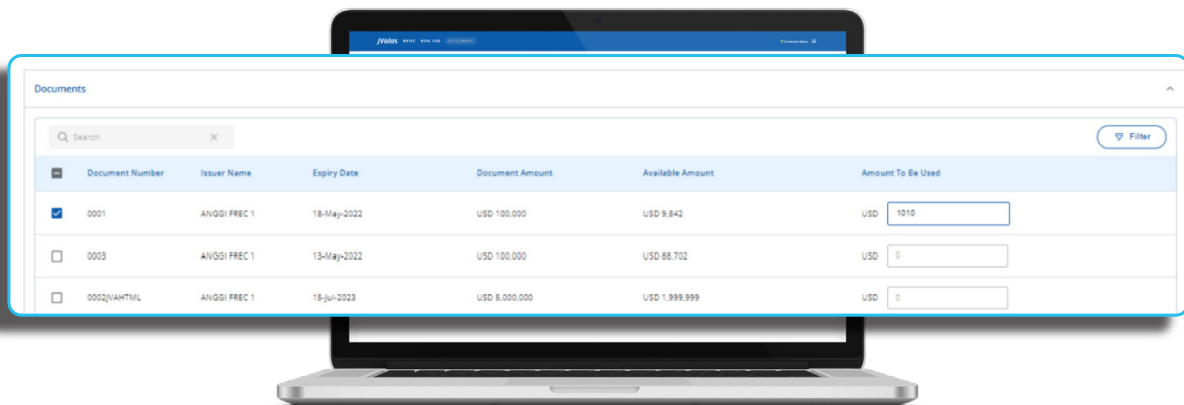 JValas RATES DEAL LOG SETTLEMENT
Documents
Search
Filter
Document Number Issuer Name Expiry Date Document Amount Available Amount Amount To Be Used
0001 ANGGI FREC 1 18-May-2022 USD 100,000 USD 9,842 USD 1010
0003 ANGGI FREC 1 13-May-2022 USD 100,000 USD 88,702 USD 0
0002JVAHTML ANGGI FREC 1 15-Jul-2023 USD 5,000,000 USD 1,999,999 USD 0